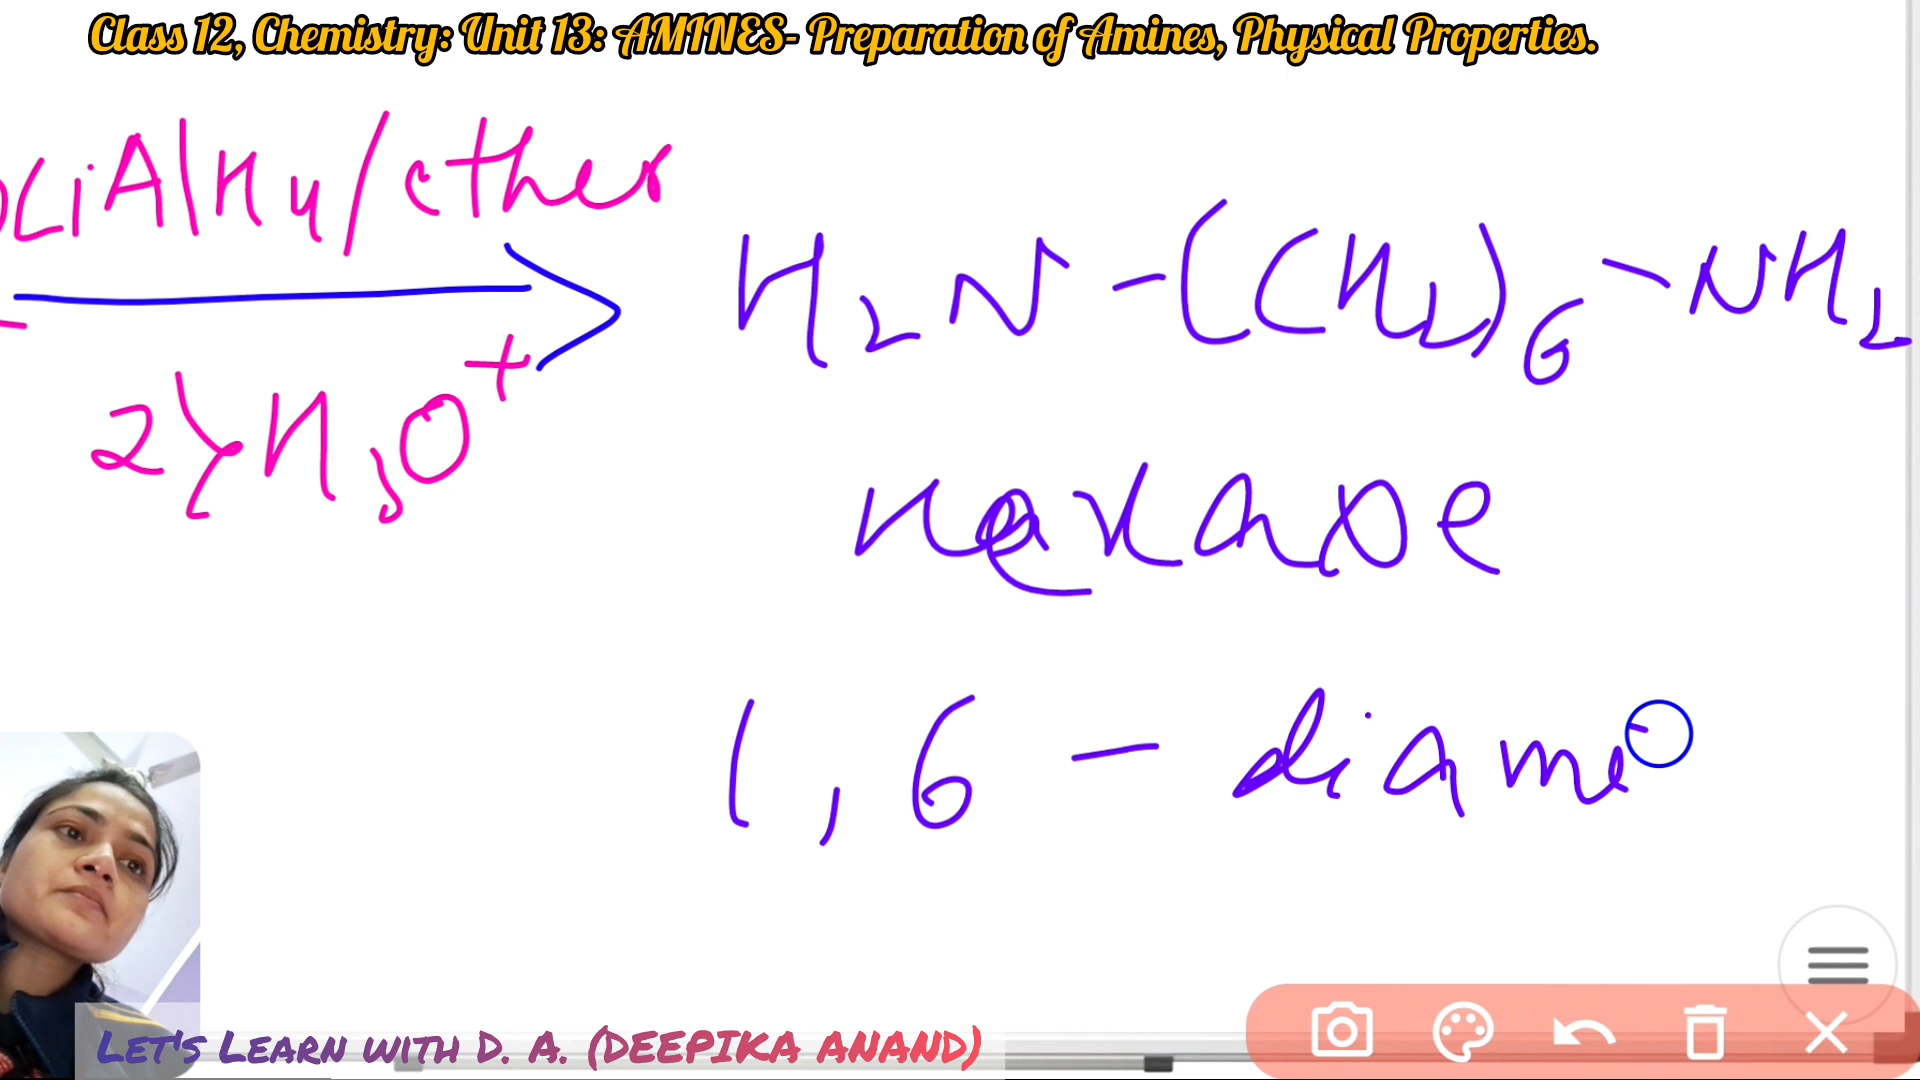 Class 12, Chemistry: Unit 13: AMINES- Preparation of Amines, Physical Properties.
LiAlH4/ether
2} H3O+
H2N-(CH2)6-NH2
Hexane
1, 6 - diami
LET'S LEARN WITH D. A. (DEEPIKA ANAND)